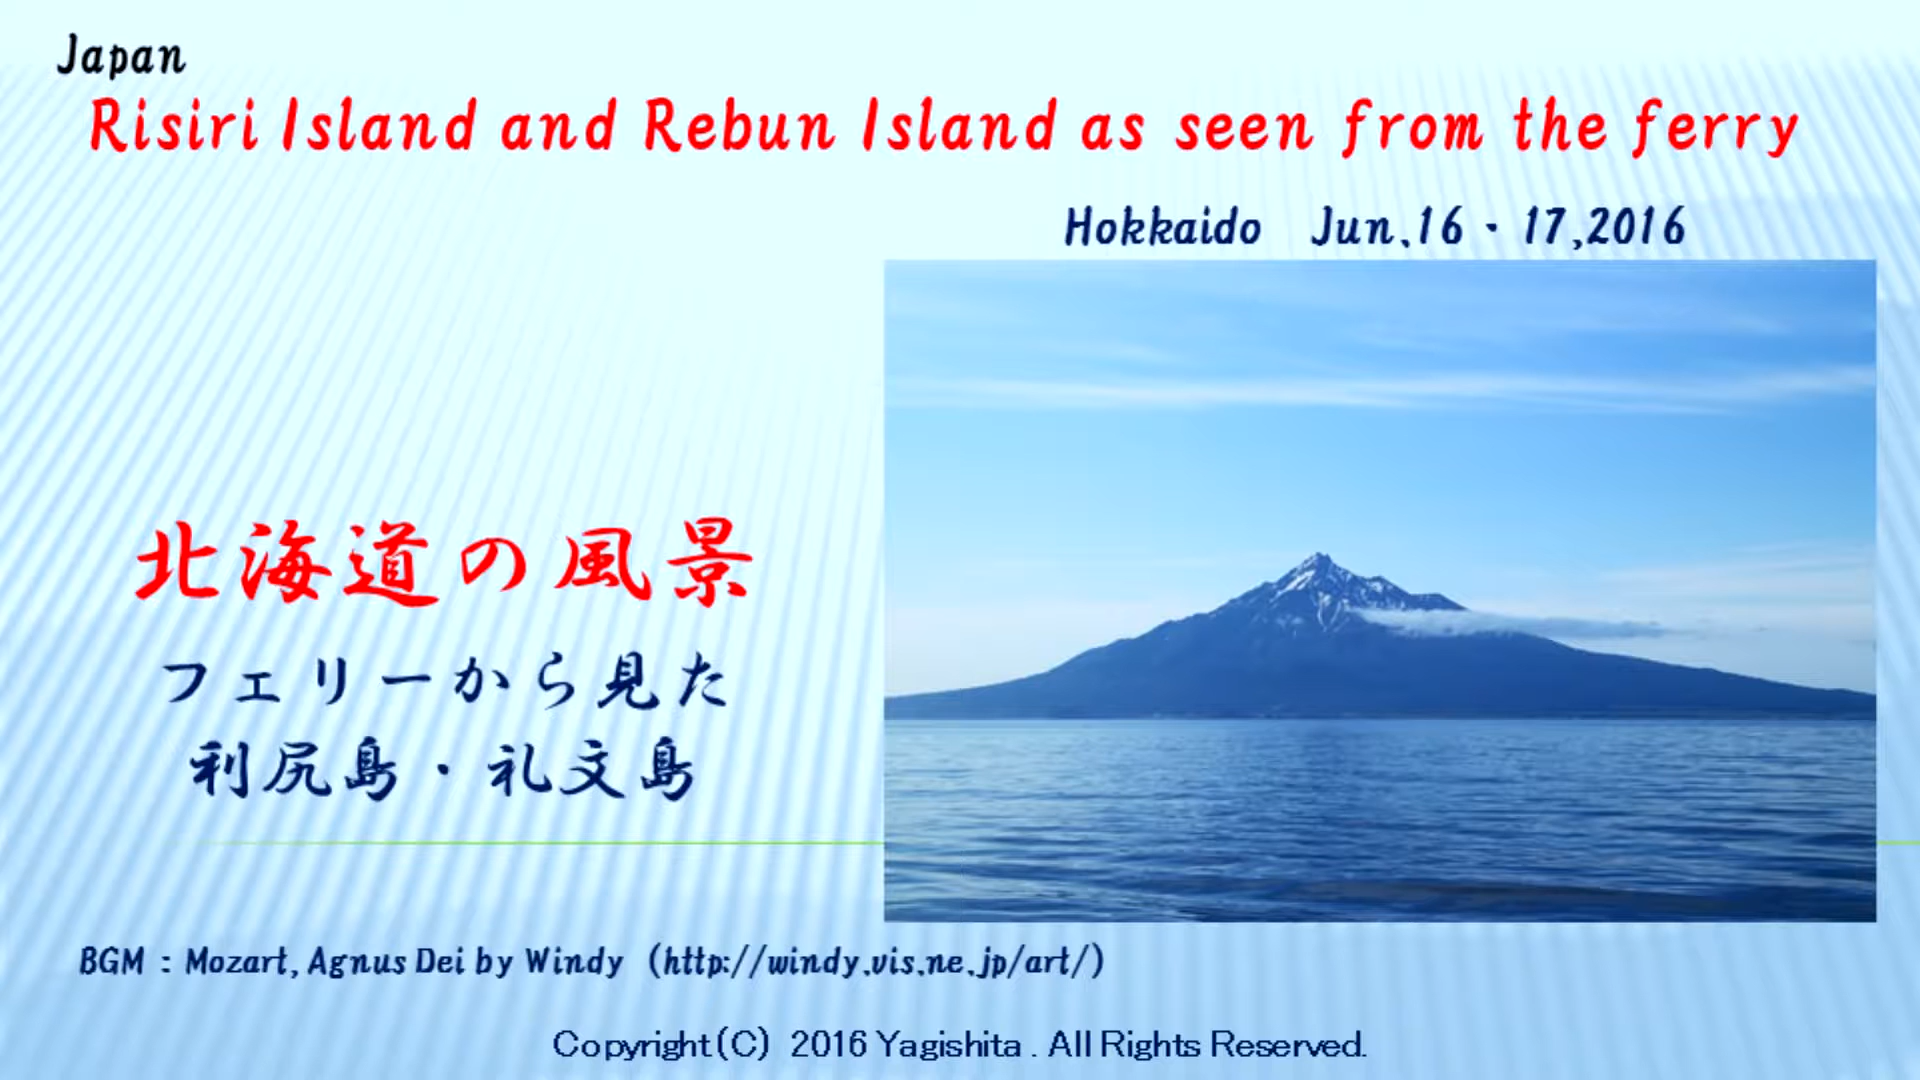 Japan
Risiri Island and Rebun Island as seen from the ferry
Hokkaido Jun.16・17,2016
北海道の風景
フェリーから見た
利尻島・礼文島
BGM : Mozart, Agnus Dei by Windy (http://windy.vis.ne.jp/art/)
Copyright(C) 2016 Yagishita . All Rights Reserved.